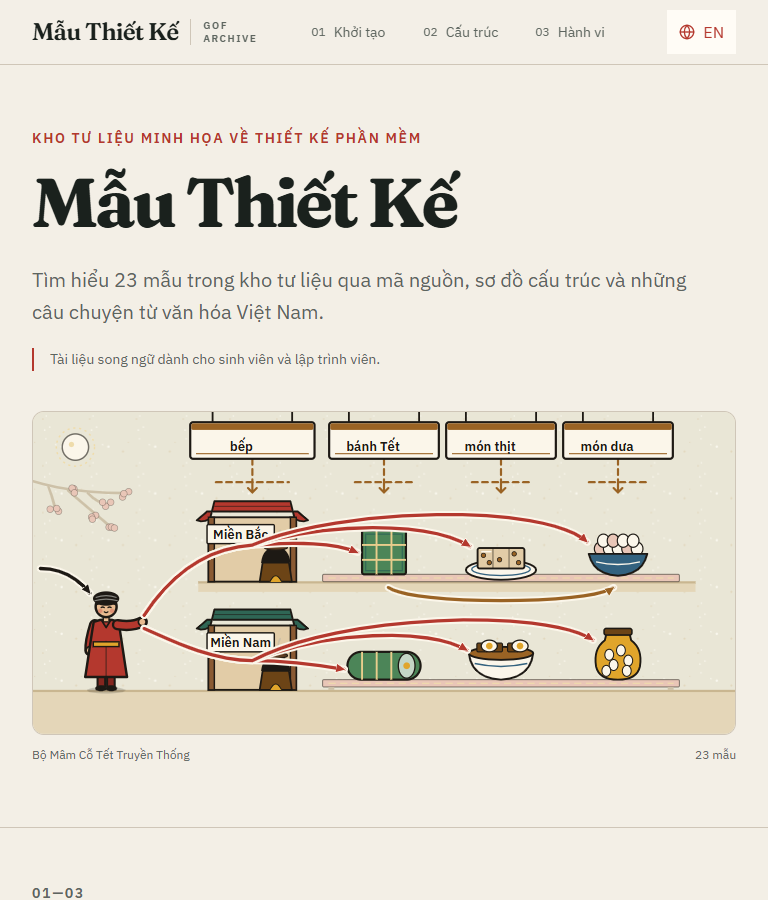 Mẫu Thiết Kế
GOF
ARCHIVE
01 Khởi tạo
02 Cấu trúc
03 Hành vi
EN
KHO TƯ LIỆU MINH HỌA VỀ THIẾT KẾ PHẦN MỀM
Mẫu Thiết Kế
Tìm hiểu 23 mẫu trong kho tư liệu qua mã nguồn, sơ đồ cấu trúc và những
câu chuyện từ văn hóa Việt Nam.
Tài liệu song ngữ dành cho sinh viên và lập trình viên.
bếp
bánh Tết
món thịt
món dưa
Miền Bắc
Miền Nam
Bộ Mâm Cỗ Tết Truyền Thống
23 mẫu
01—03